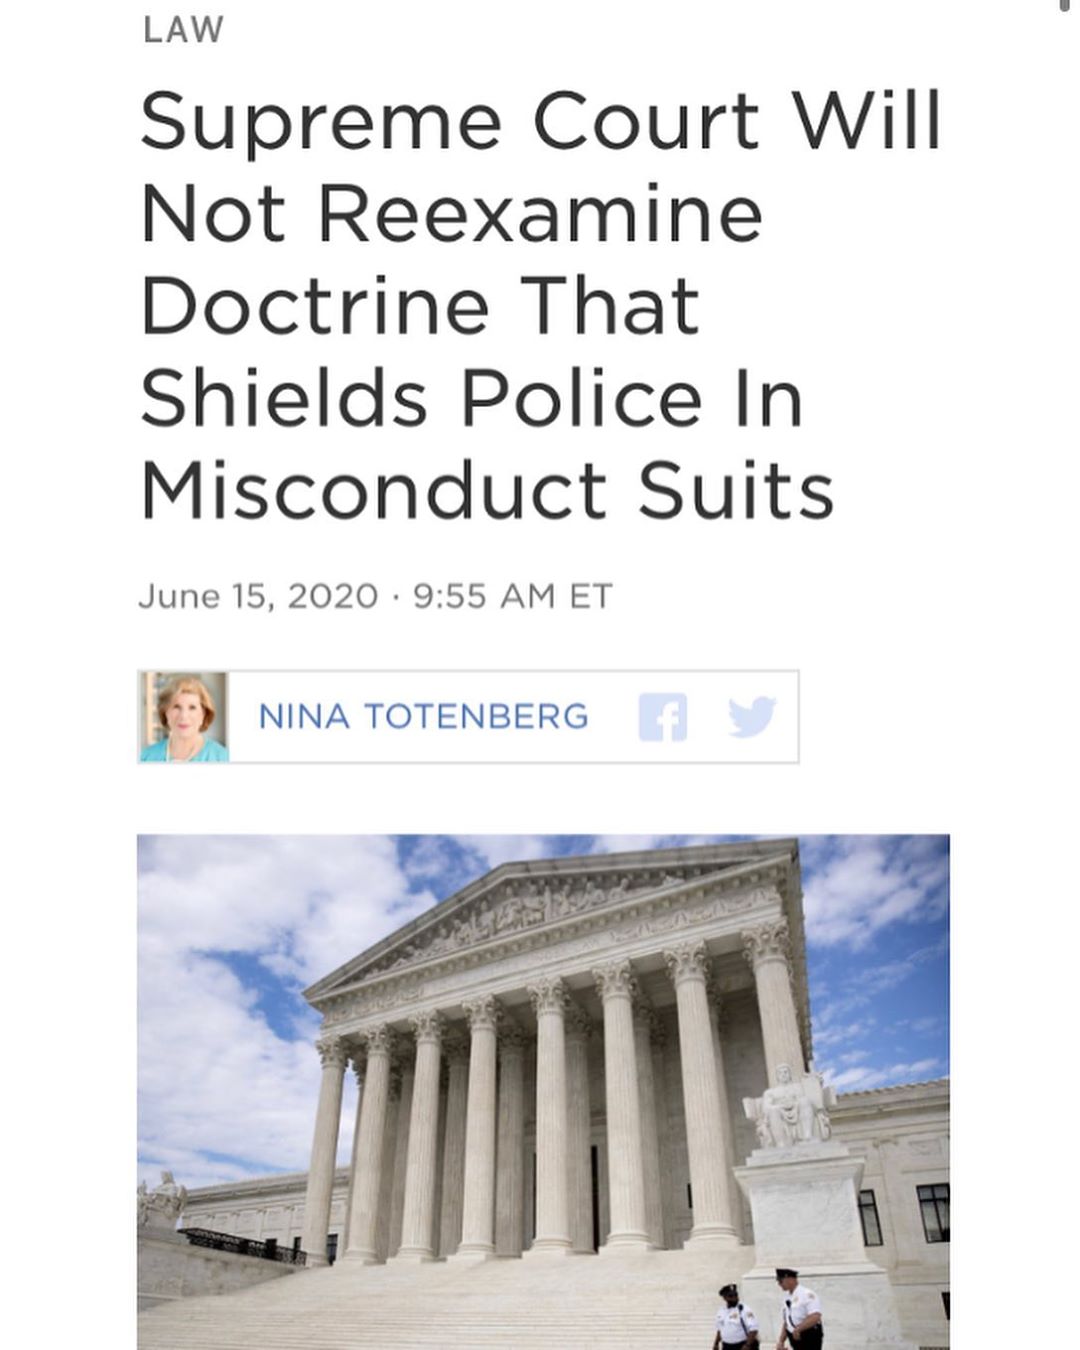 LAW
Supreme Court Will
Not Reexamine
Doctrine That
Shields Police In
Misconduct Suits
June 15, 2020 · 9:55 AM ET
NINA TOTENBERG